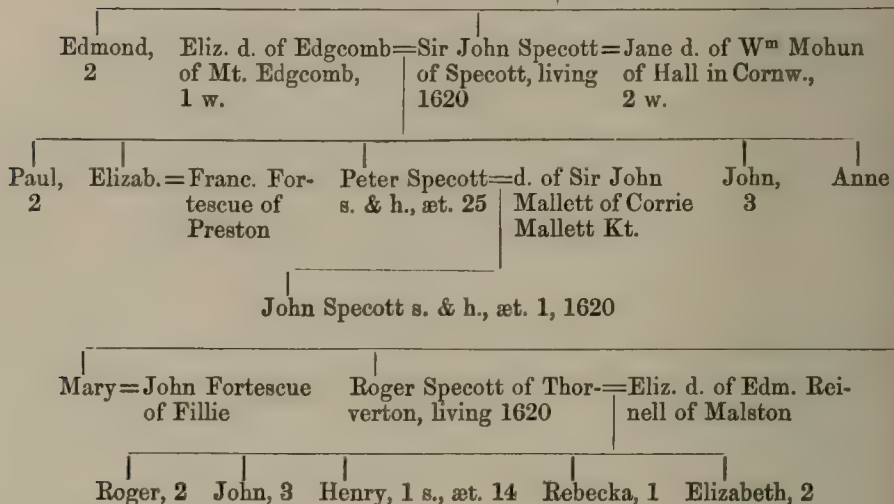 Edmond, Eliz. d. of Edgcomb=Sir John Specott=Jane d. of Wᵐ Mohun
2 of Mt. Edgcomb, of Specott, living of Hall in Cornw.,
1 w. 1620 2 w.
Paul, Elizab.=Franc. For- Peter Specott=d. of Sir John John, Anne
2 tescue of s. & h., æt. 25 Mallett of Corrie 3
Preston Mallett Kt.
John Specott s. & h., æt. 1, 1620
Mary=John Fortescue Roger Specott of Thor-=Eliz. d. of Edm. Rei-
of Fillie verton, living 1620 nell of Malston
Roger, 2 John, 3 Henry, 1 s., æt. 14 Rebecka, 1 Elizabeth, 2